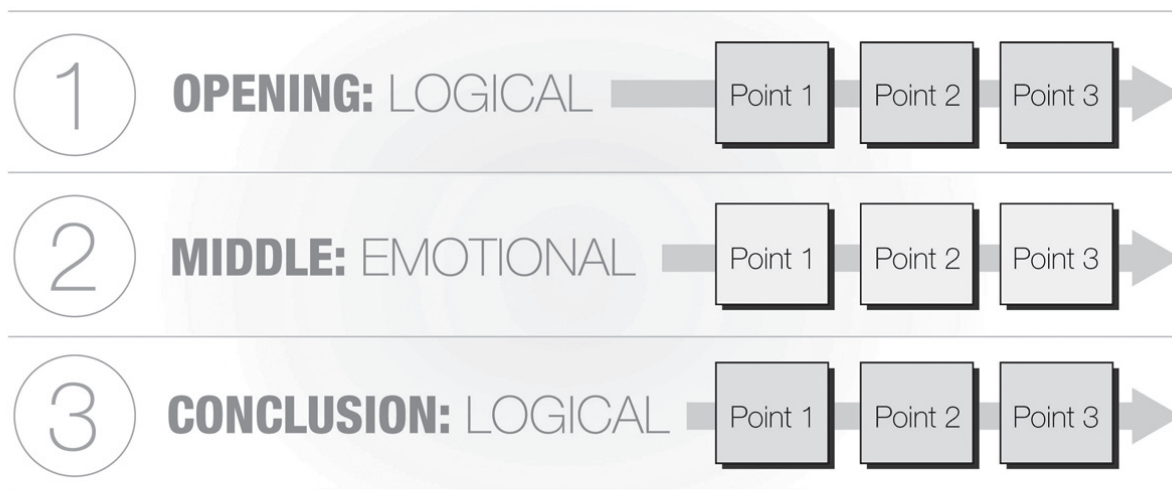 1 OPENING: LOGICAL Point 1 Point 2 Point 3
2 MIDDLE: EMOTIONAL Point 1 Point 2 Point 3
3 CONCLUSION: LOGICAL Point 1 Point 2 Point 3